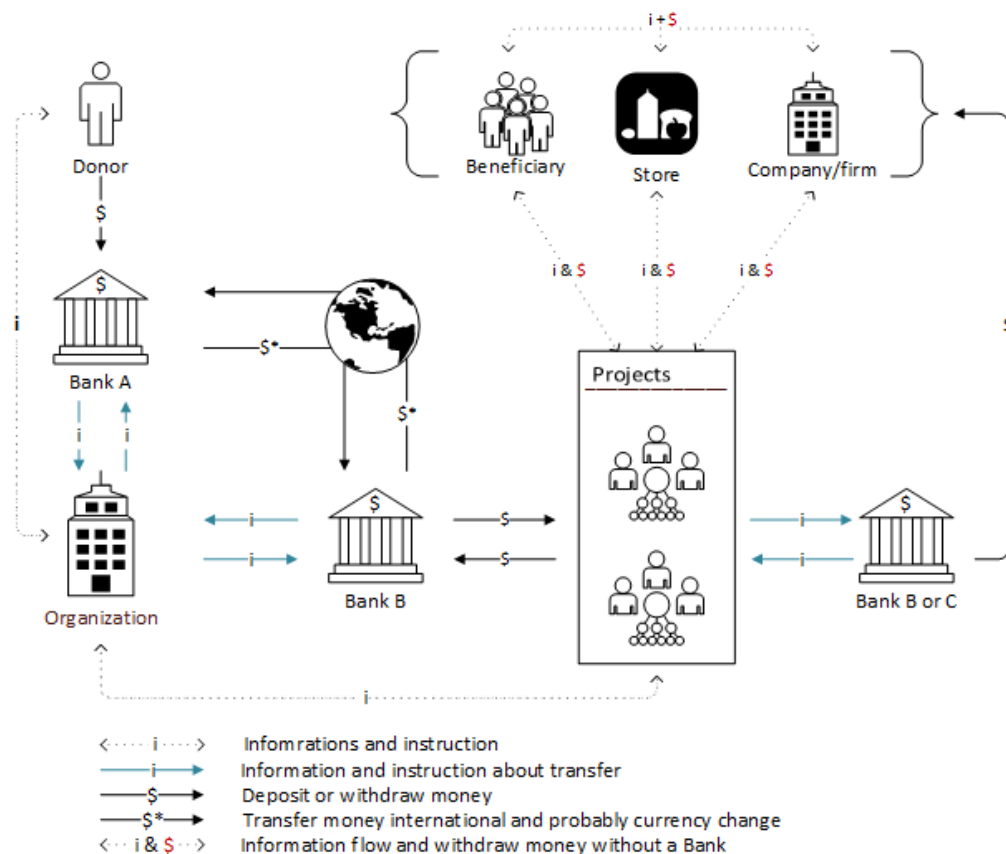 i + $
Donor
Beneficiary
Store
Company/firm
$
i & $
i & $
i & $
$
i
$
Bank A
$*
$*
Projects
i
i
$
$
i
$
i
i
$
i
$
i
Organization
Bank B
Bank B or C
i
i Infomrations and instruction
i Information and instruction about transfer
$ Deposit or withdraw money
$* Transfer money international and probably currency change
i & $ Information flow and withdraw money without a Bank